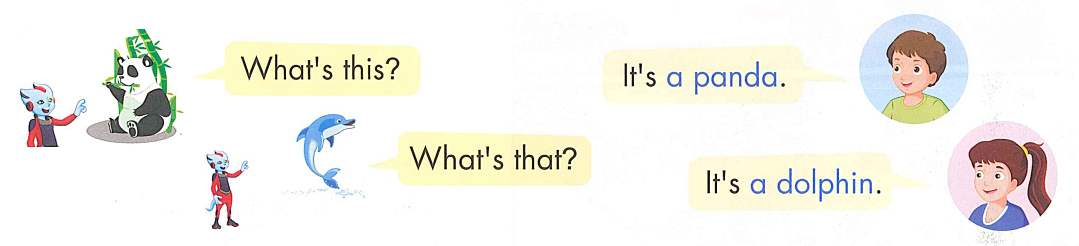 What's this?
It's a panda.
What's that?
It's a dolphin.